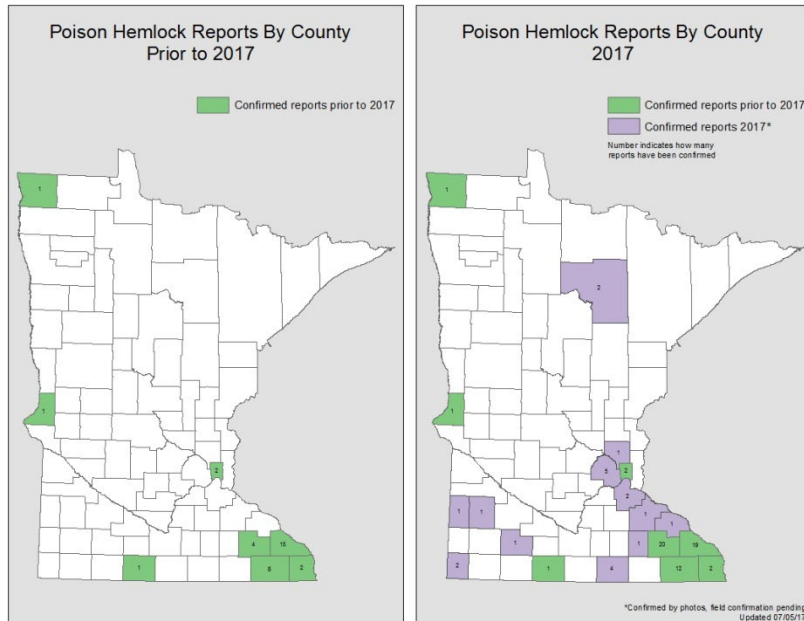 Poison Hemlock Reports By County
Prior to 2017
Confirmed reports prior to 2017
1
1
2
4
15
1
8
2
Poison Hemlock Reports By County
2017
Confirmed reports prior to 2017
Confirmed reports 2017*
Number indicates how many
reports have been confirmed
1
2
1
1
5
2
2
1
1
1
1
1
1
20
19
2
1
4
12
2
*Confirmed by photos, field confirmation pending
Updated 07/05/17